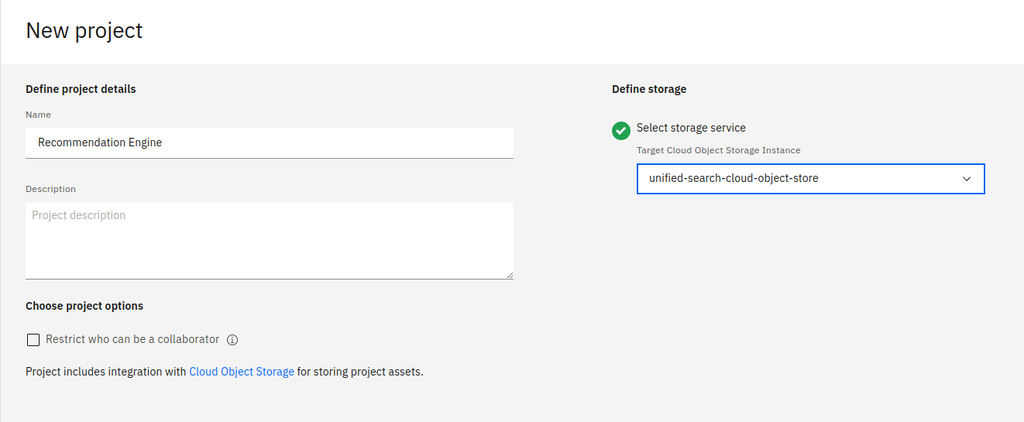 New project
Define project details
Name
Recommendation Engine
Description
Project description
Choose project options
Restrict who can be a collaborator
Project includes integration with Cloud Object Storage for storing project assets.
Define storage
Select storage service
Target Cloud Object Storage Instance
unified-search-cloud-object-store